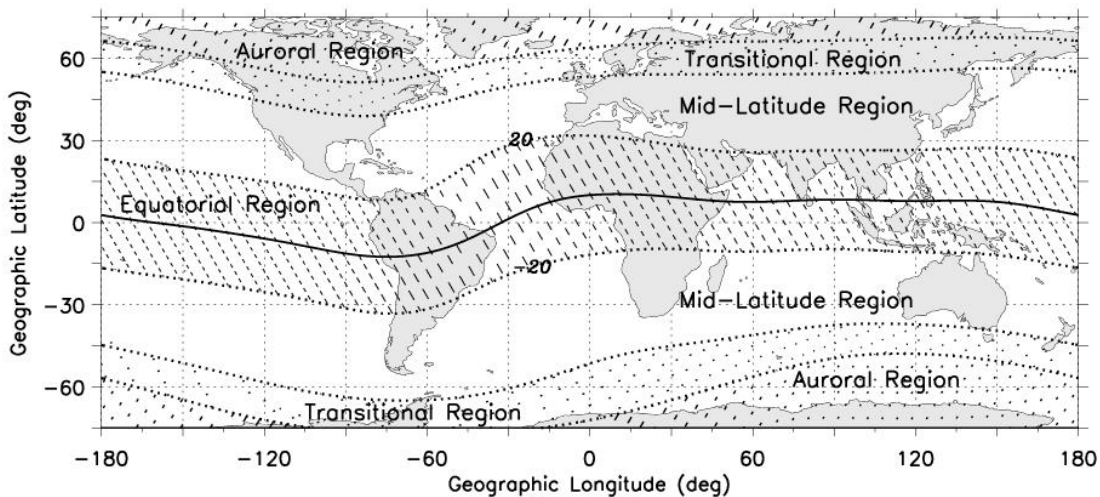 60
30
0
-30
-60
Geographic Latitude (deg)
Auroral Region
Transitional Region
Mid-Latitude Region
20
Equatorial Region
-20
Mid-Latitude Region
Auroral Region
Transitional Region
-180 -120 -60 0 60 120 180
Geographic Longitude (deg)